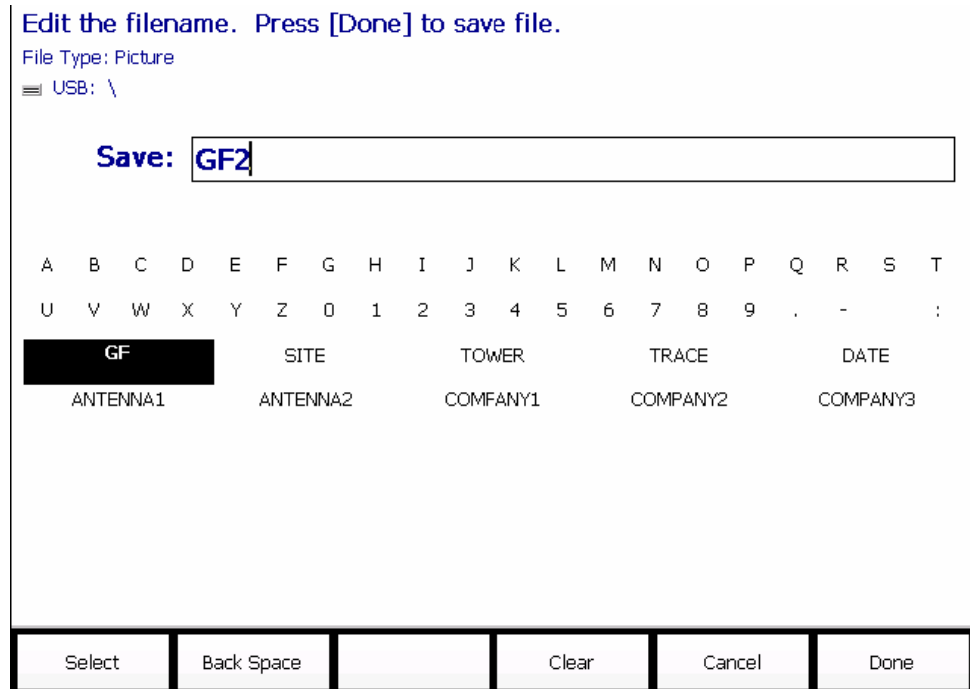 Edit the filename. Press [Done] to save file.
File Type: Picture
USB: \
Save: GF2
A B C D E F G H I J K L M N O P Q R S T
U V W X Y Z 0 1 2 3 4 5 6 7 8 9 . - :
GF SITE TOWER TRACE DATE
ANTENNA1 ANTENNA2 COMPANY1 COMPANY2 COMPANY3
Select Back Space Clear Cancel Done